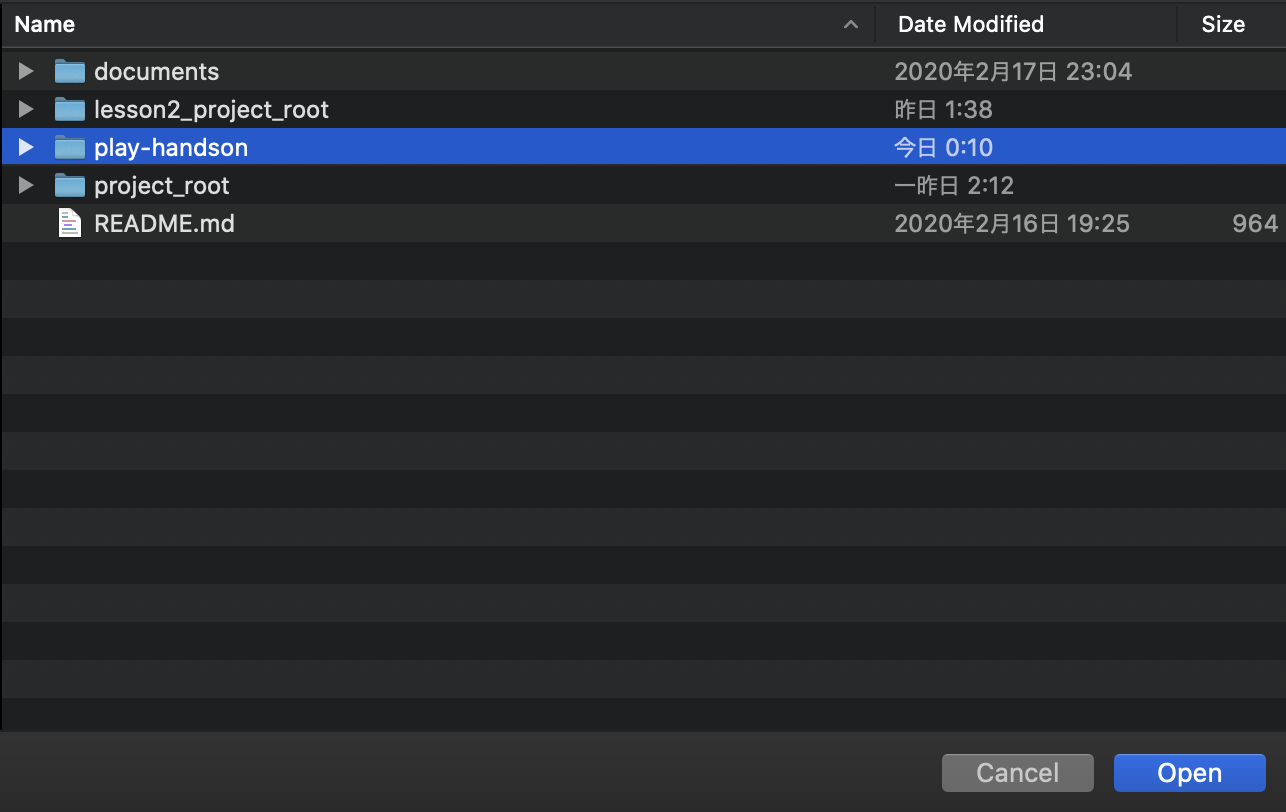 Name Date Modified Size
documents 2020年2月17日 23:04
lesson2_project_root 昨日 1:38
play-handson 今日 0:10
project_root 一昨日 2:12
README.md 2020年2月16日 19:25 964
Cancel Open